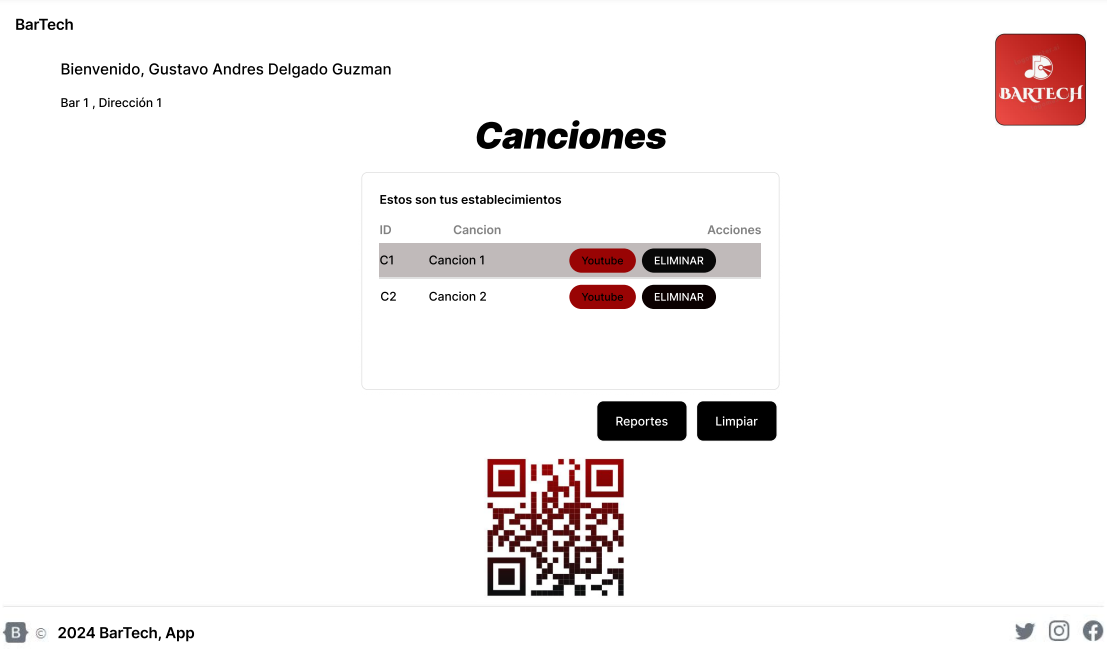 BarTech
Bienvenido, Gustavo Andres Delgado Guzman
Bar 1 , Dirección 1
BARTECH
Canciones
Estos son tus establecimientos
ID Cancion Acciones
C1 Cancion 1 Youtube ELIMINAR
C2 Cancion 2 Youtube ELIMINAR
Reportes Limpiar
B © 2024 BarTech, App